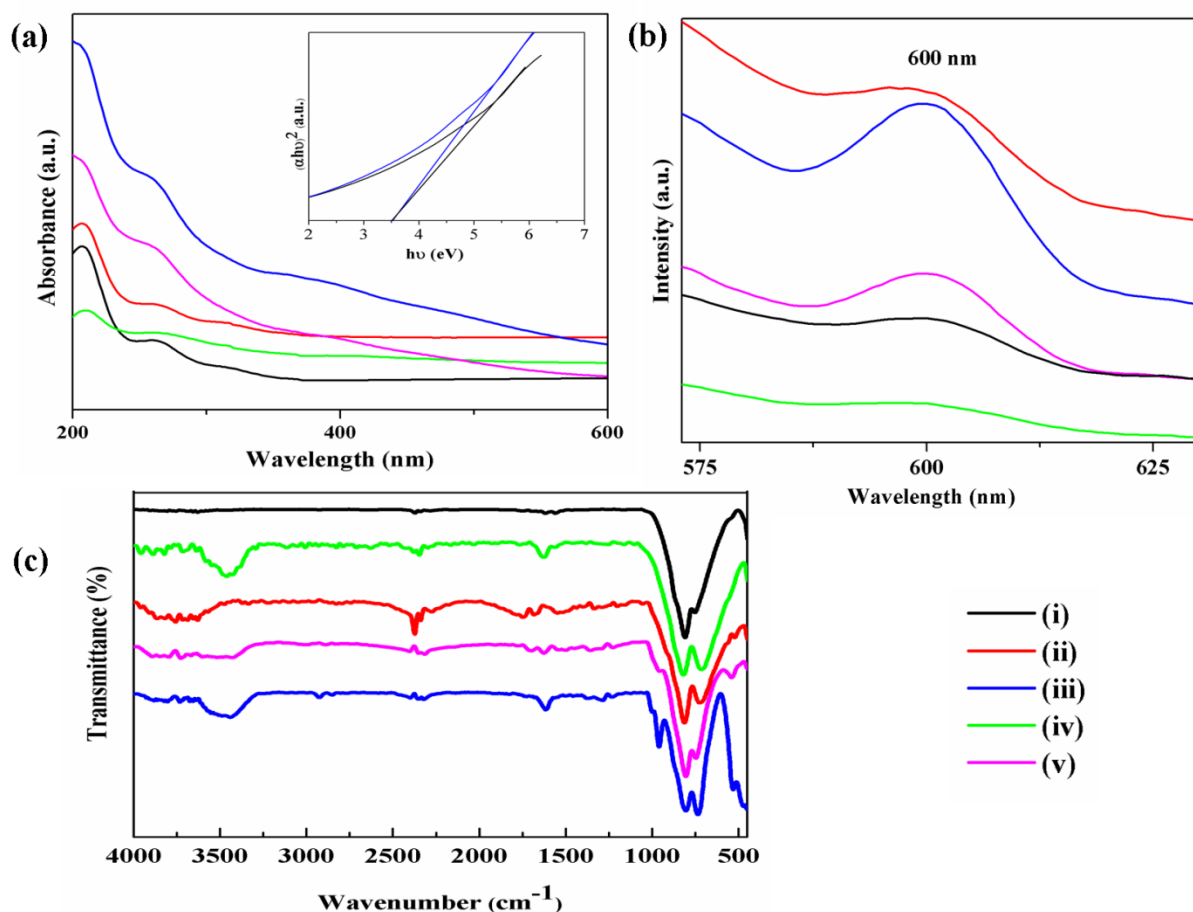 (a)
Absorbance (a.u.)
200
400
600
Wavelength (nm)
(αhυ)² (a.u.)
2
3
4
5
6
7
hυ (eV)
(b)
600 nm
Intensity (a.u.)
575
600
625
Wavelength (nm)
(c)
Transmittance (%)
4000
3500
3000
2500
2000
1500
1000
500
Wavenumber (cm⁻¹)
(i)
(ii)
(iii)
(iv)
(v)